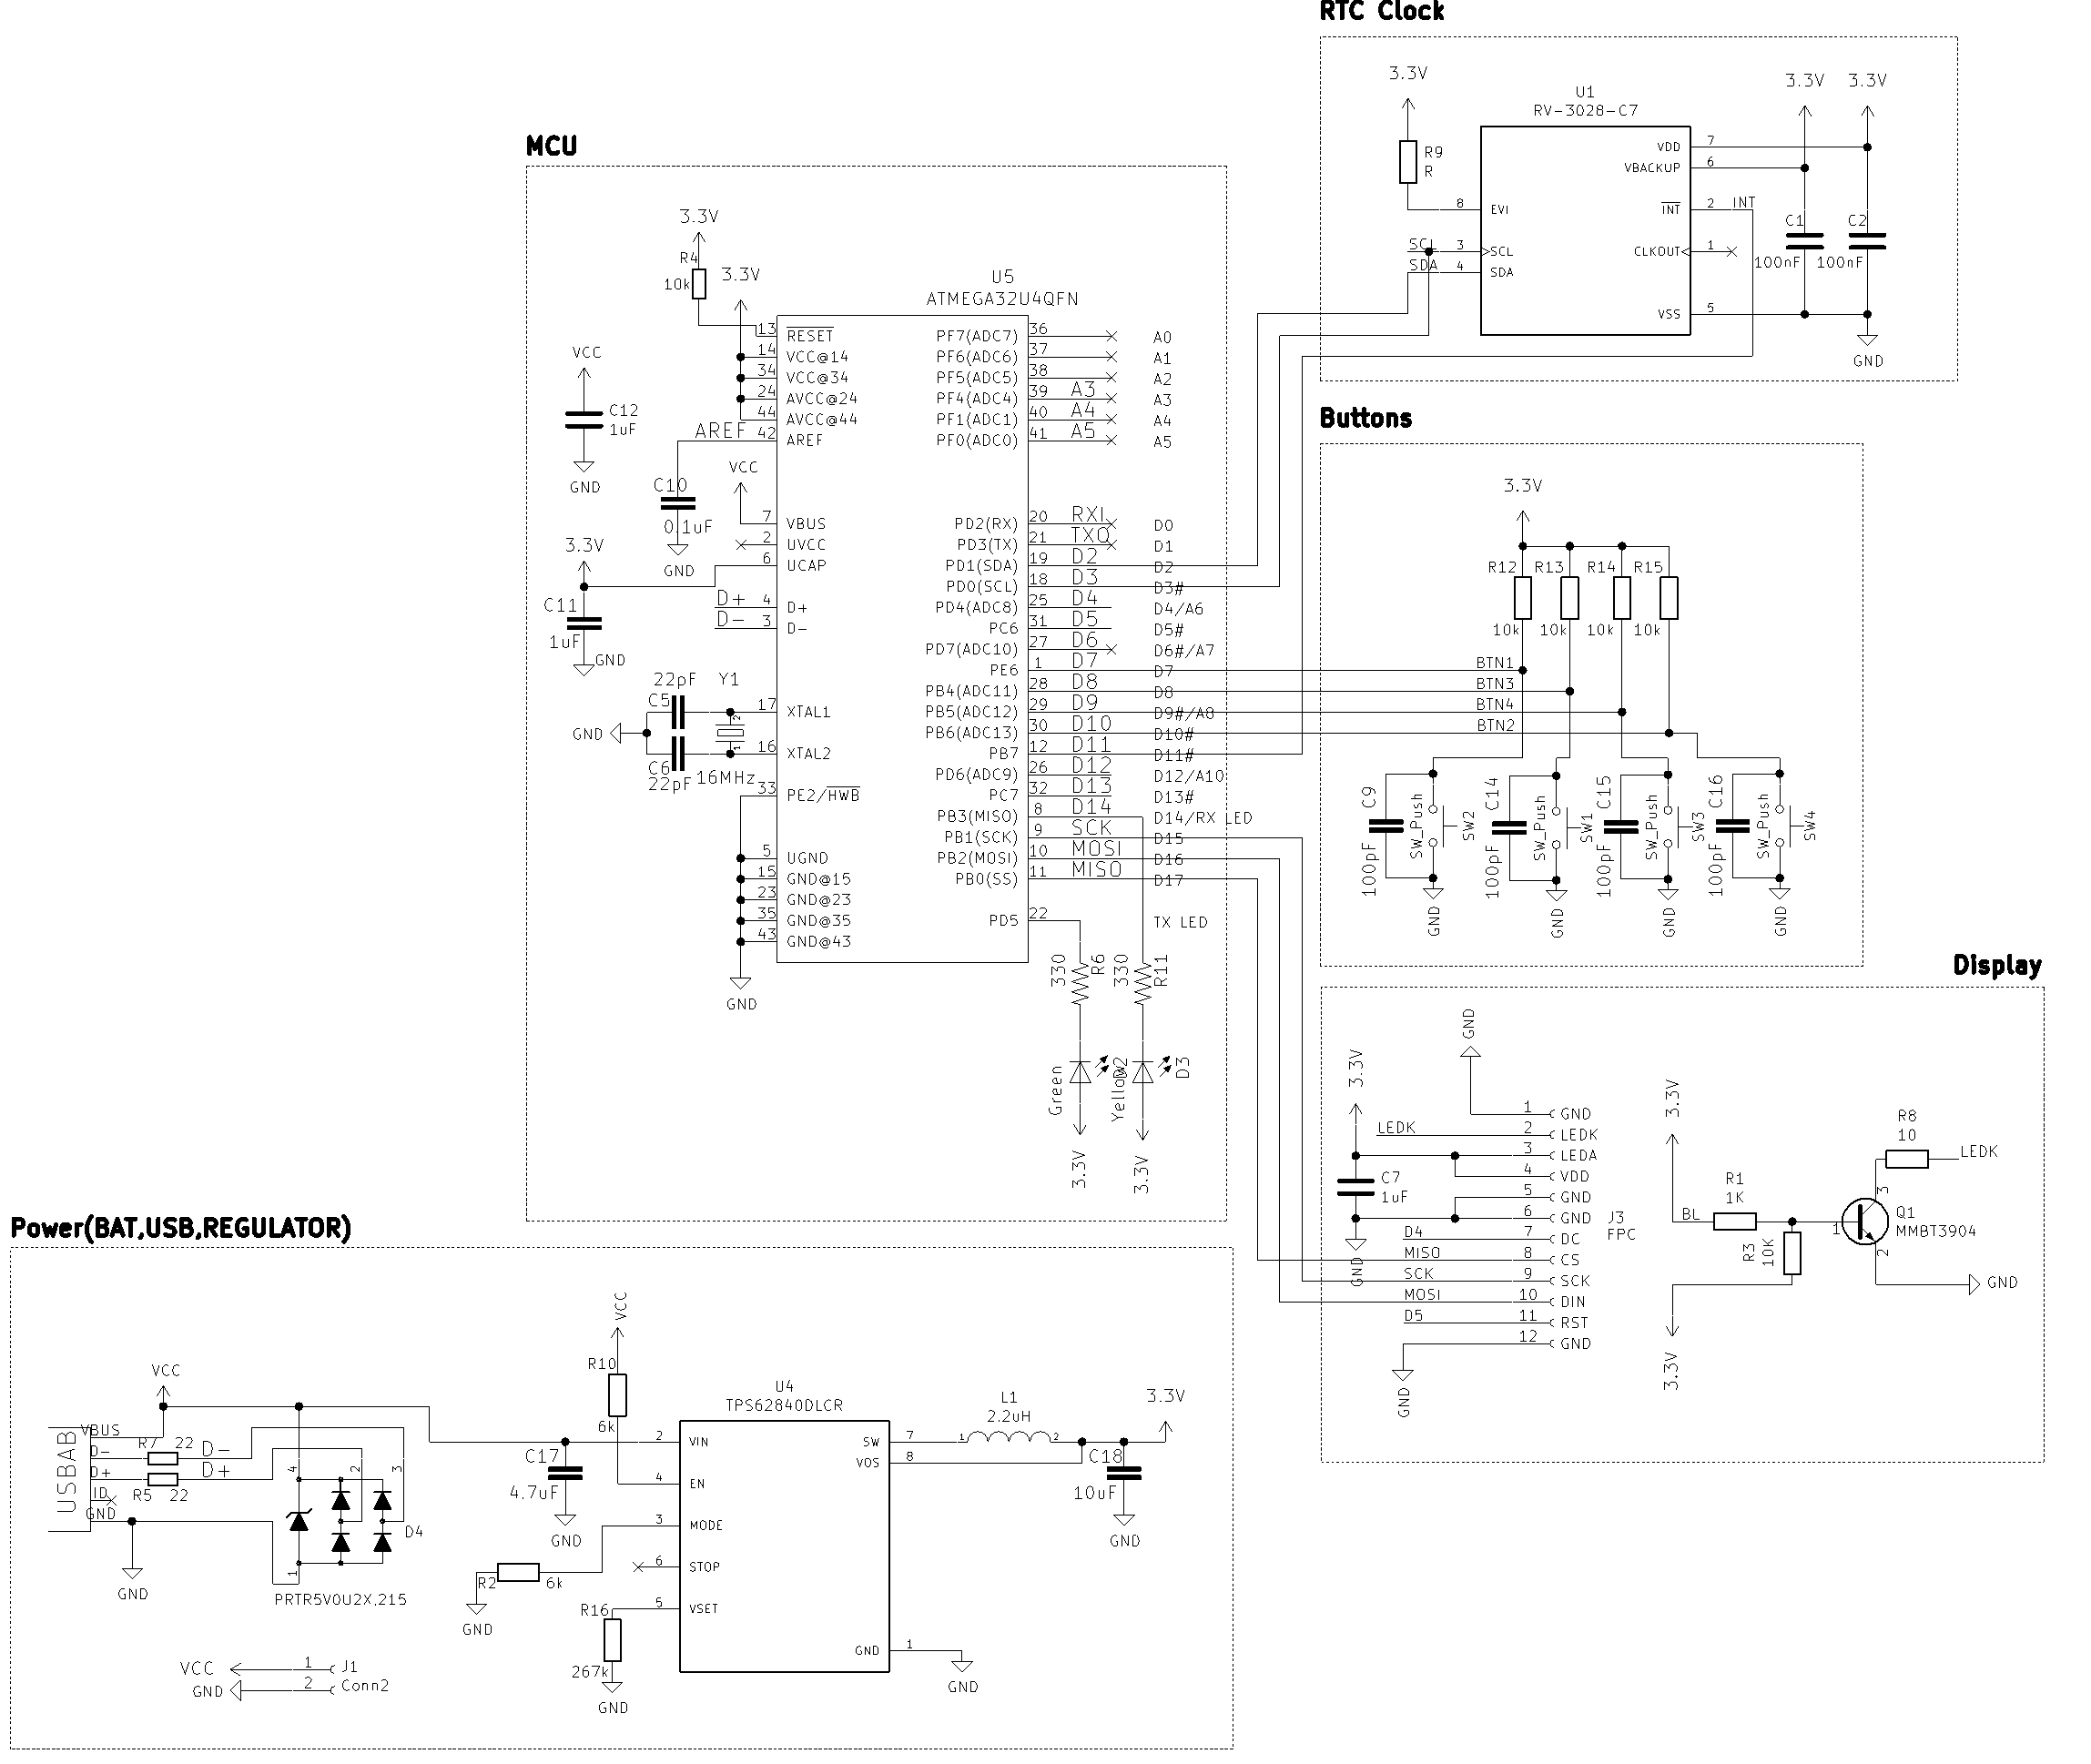 RTC Clock
3.3V
R9
R
U1
RV-3028-C7
8 EVI
SCL 3 SCL
SDA 4 SDA
VDD 7
VBACKUP 6
INT 2 INT
CLKOUT 1
VSS 5
3.3V 3.3V
C1 C2
100nF 100nF
GND
MCU
3.3V
R4
10k
3.3V
U5
ATMEGA32U4QFN
13 RESET
14 VCC@14
34 VCC@34
24 AVCC@24
44 AVCC@44
AREF 42 AREF
VCC
7 VBUS
2 UVCC
6 UCAP
D+ 4 D+
D- 3 D-
17 XTAL1
16 XTAL2
33 PE2/HWB
5 UGND
15 GND@15
23 GND@23
35 GND@35
43 GND@43
GND
VCC
C12
1uF
GND
C10
0.1uF
GND
3.3V
C11
1uF
GND
22pF Y1
C5
2
GND
1
C6
22pF 16MHz
PF7(ADC7) 36 A0
PF6(ADC6) 37 A1
PF5(ADC5) 38 A2
PF4(ADC4) 39 A3 A3
PF1(ADC1) 40 A4 A4
PF0(ADC0) 41 A5 A5
PD2(RX) 20 RXI D0
PD3(TX) 21 TXO D1
PD1(SDA) 19 D2 D2
PD0(SCL) 18 D3 D3#
PD4(ADC8) 25 D4 D4/A6
PC6 31 D5 D5#
PD7(ADC10) 27 D6 D6#/A7
PE6 1 D7 D7
PB4(ADC11) 28 D8 D8
PB5(ADC12) 29 D9 D9#/A8
PB6(ADC13) 30 D10 D10#
PB7 12 D11 D11#
PD6(ADC9) 26 D12 D12/A10
PC7 32 D13 D13#
PB3(MISO) 8 D14 D14/RX LED
PB1(SCK) 9 SCK D15
PB2(MOSI) 10 MOSI D16
PB0(SS) 11 MISO D17
PD5 22 TX LED
330 R6 330 R11
Green D2 Yellow D3
3.3V 3.3V
Buttons
3.3V
R12 R13 R14 R15
10k 10k 10k 10k
BTN1
BTN3
BTN4
BTN2
C9 100pF SW_Push SW2
C14 100pF SW_Push SW1
C15 100pF SW_Push SW3
C16 100pF SW_Push SW4
GND GND GND GND
Display
GND
3.3V
1 GND
LEDK 2 LEDK
3 LEDA
4 VDD
5 GND
6 GND
D4 7 DC
MISO 8 CS
SCK 9 SCK
MOSI 10 DIN
D5 11 RST
12 GND
C7
1uF
GND
J3
FPC
GND
3.3V
BL
R1
1K
R3
10K
3.3V
R8
10
LEDK
3
1
2
Q1
MMBT3904
GND
Power(BAT,USB,REGULATOR)
VCC
USBAB
VBUS
D-
D+
ID
GND
R7 22 D-
R5 22 D+
4 2 3
1
D4
PRTR5V0U2X,215
GND
VCC 1 J1
GND 2 Conn2
VCC
R10
6k
C17
4.7uF
GND
U4
TPS62840DLCR
2 VIN
4 EN
3 MODE
6 STOP
5 VSET
SW 7
VOS 8
GND 1
GND
R2 6k
GND
R16
267k
GND
L1
2.2uH
1 2
3.3V
C18
10uF
GND